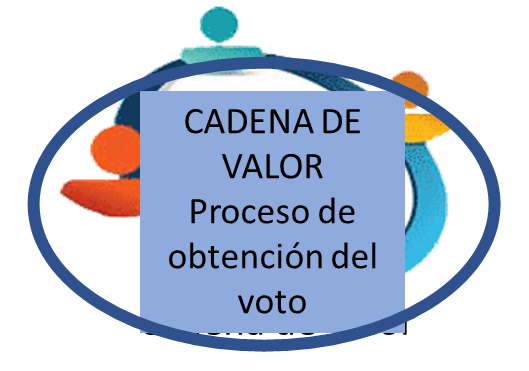 CADENA DE
VALOR
Proceso de
obtención del
voto